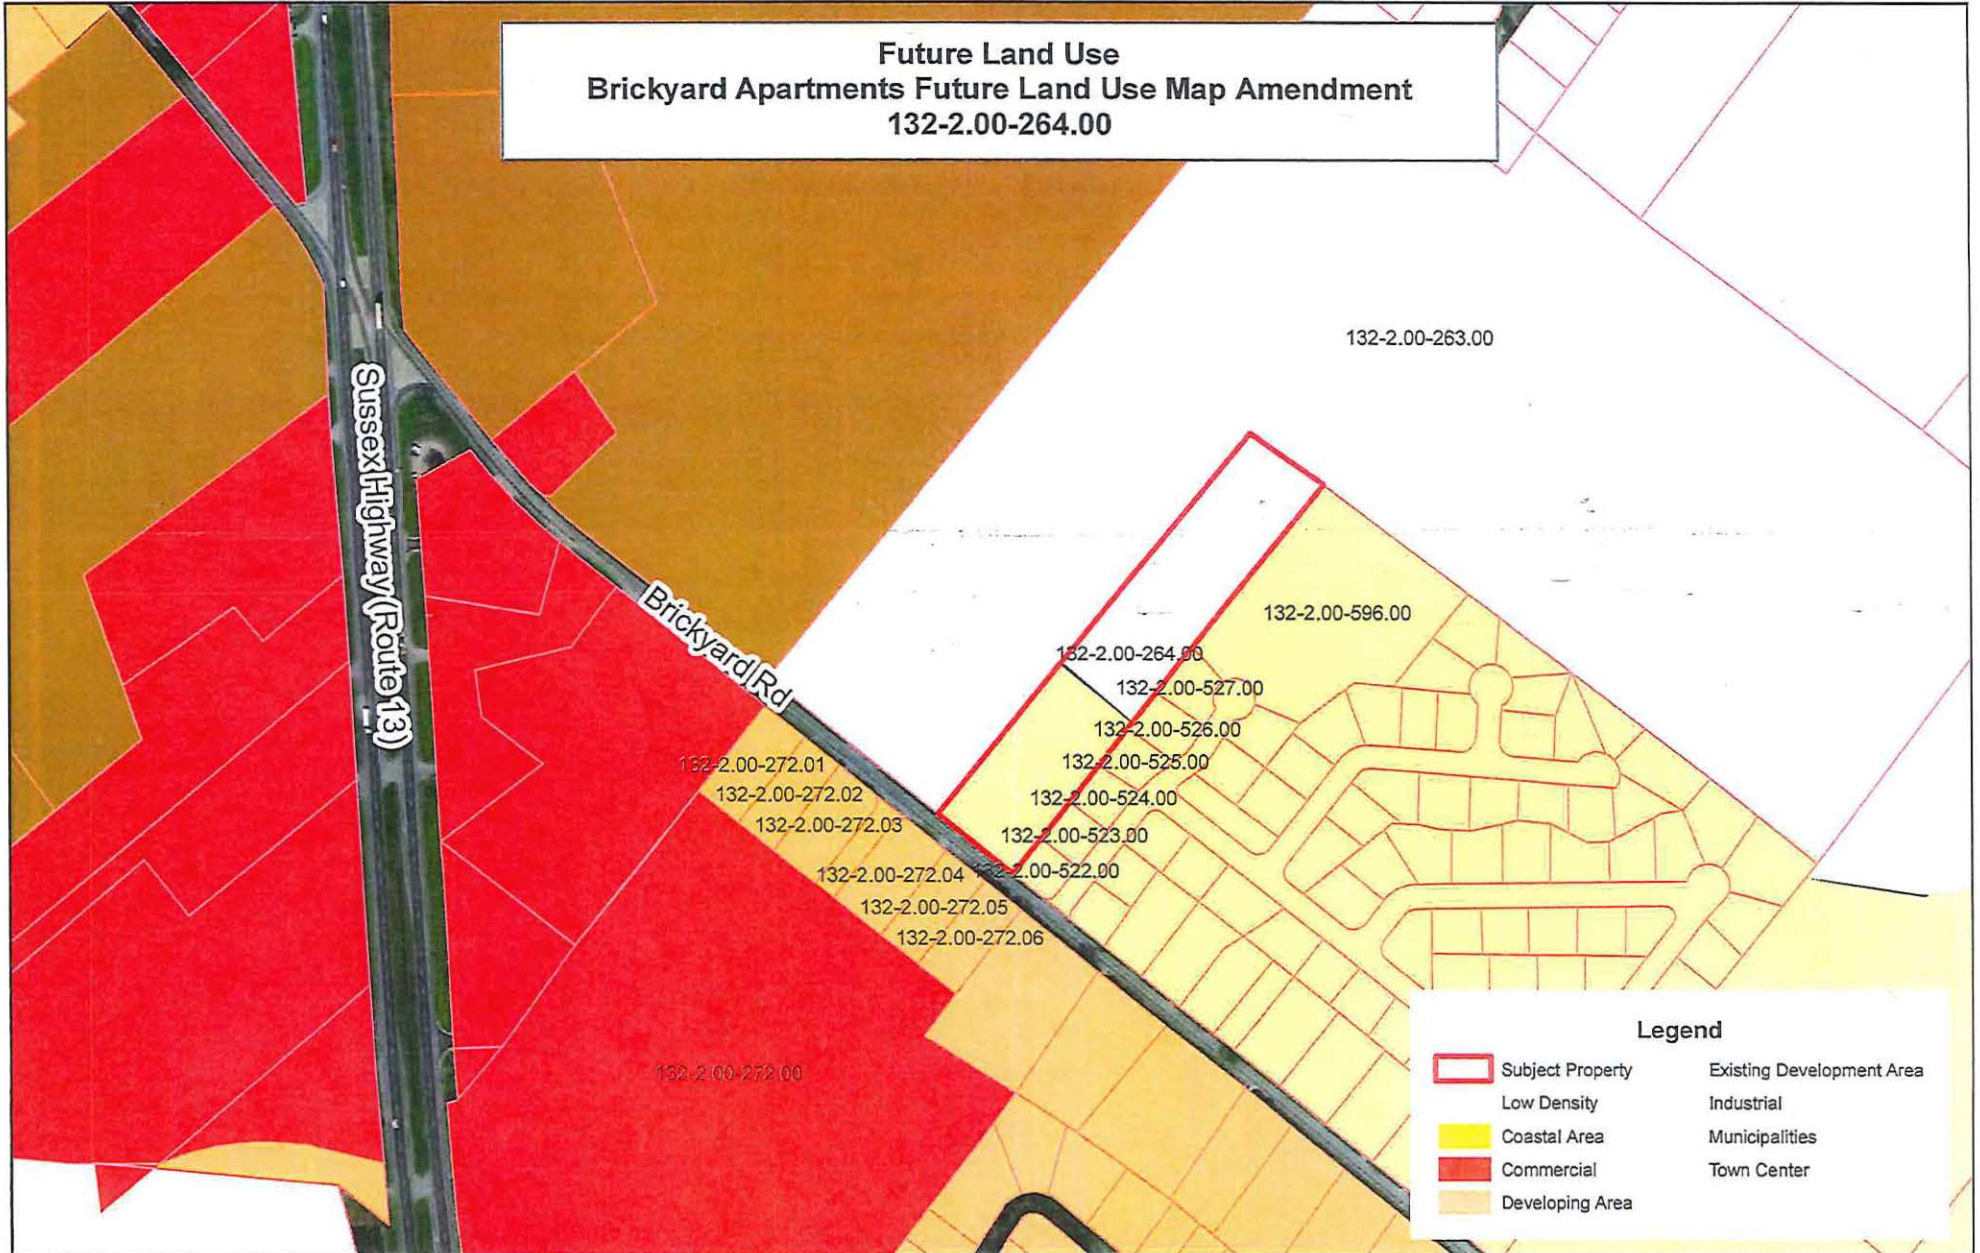 Future Land Use
Brickyard Apartments Future Land Use Map Amendment
132-2.00-264.00
132-2.00-263.00
Sussex Highway (Route 13)
Brickyard Rd
132-2.00-596.00
132-2.00-264.00
132-2.00-527.00
132-2.00-526.00
132-2.00-525.00
132-2.00-524.00
132-2.00-523.00
132-2.00-522.00
132-2.00-272.01
132-2.00-272.02
132-2.00-272.03
132-2.00-272.04
132-2.00-272.05
132-2.00-272.06
132-2.00-272.00
Legend
Subject Property
Low Density
Coastal Area
Commercial
Developing Area
Existing Development Area
Industrial
Municipalities
Town Center